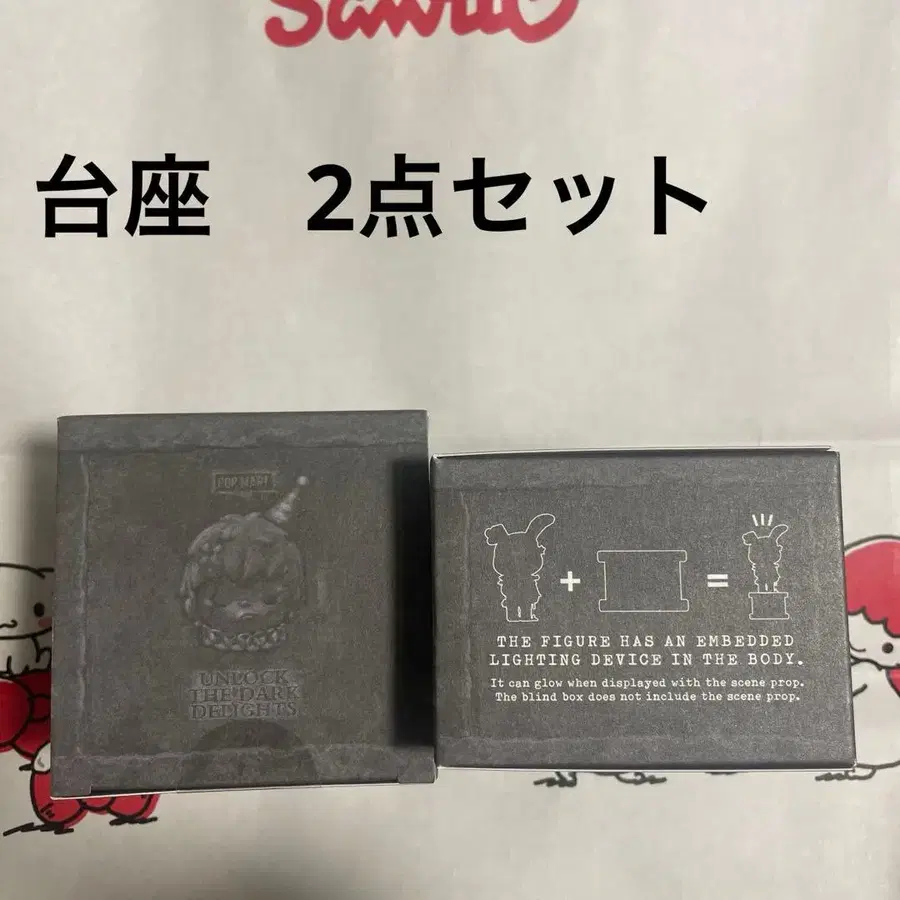 Sanrio
台座　2点セット
POP MART
UNLOCK
THE DARK
DELIGHTS
+
=
THE FIGURE HAS AN EMBEDDED
LIGHTING DEVICE IN THE BODY.
It can glow when displayed with the scene prop.
The blind box does not include the scene prop.